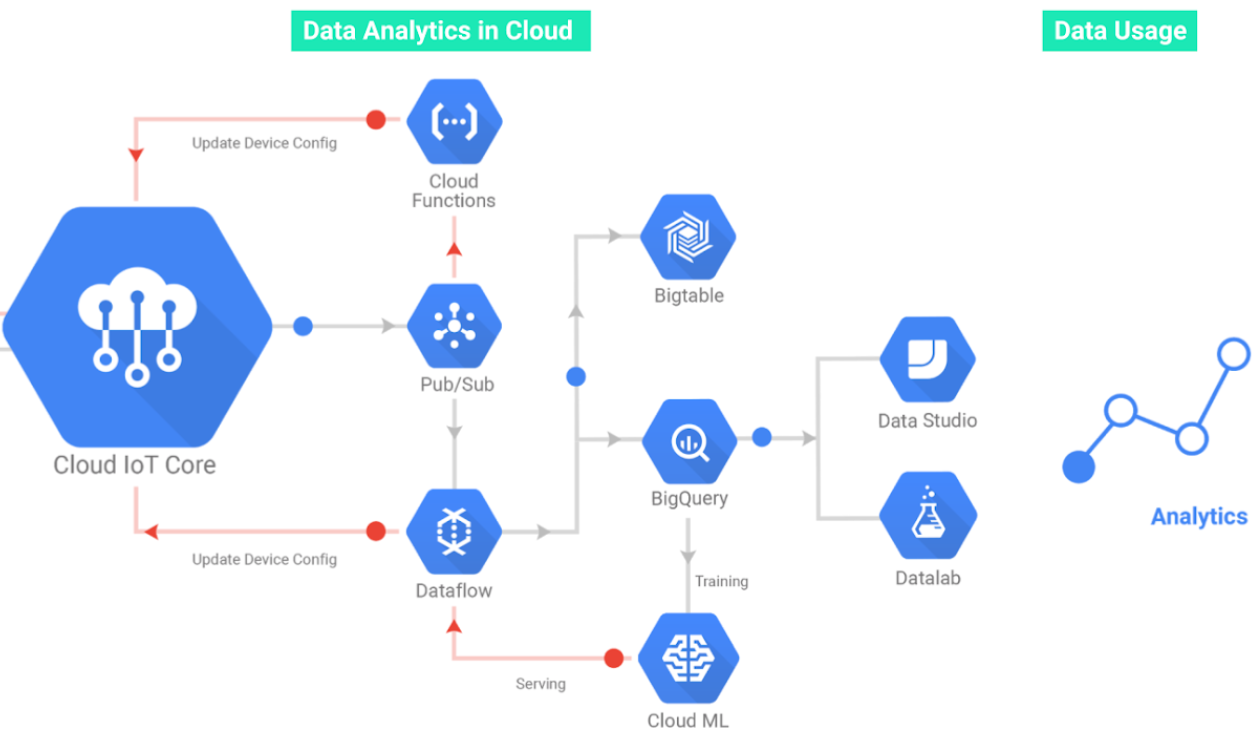 Data Analytics in Cloud
Data Usage
Update Device Config
Cloud
Functions
Bigtable
Pub/Sub
Data Studio
Cloud IoT Core
BigQuery
Analytics
Update Device Config
Dataflow
Training
Datalab
Serving
Cloud ML